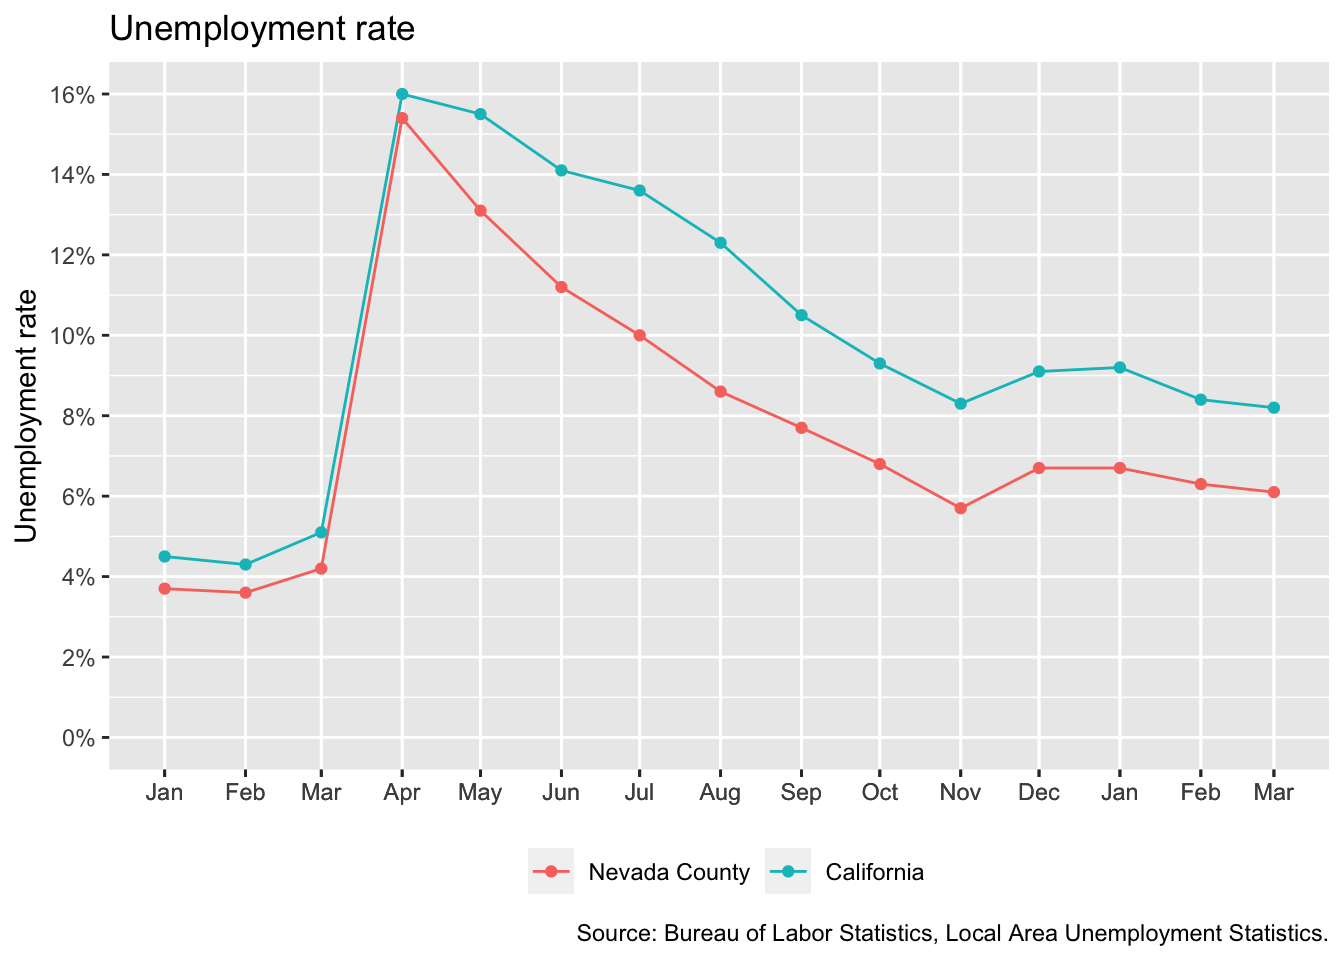 Unemployment rate
Unemployment rate
16%
14%
12%
10%
8%
6%
4%
2%
0%
Jan Feb Mar Apr May Jun Jul Aug Sep Oct Nov Dec Jan Feb Mar
Nevada County California
Source: Bureau of Labor Statistics, Local Area Unemployment Statistics.